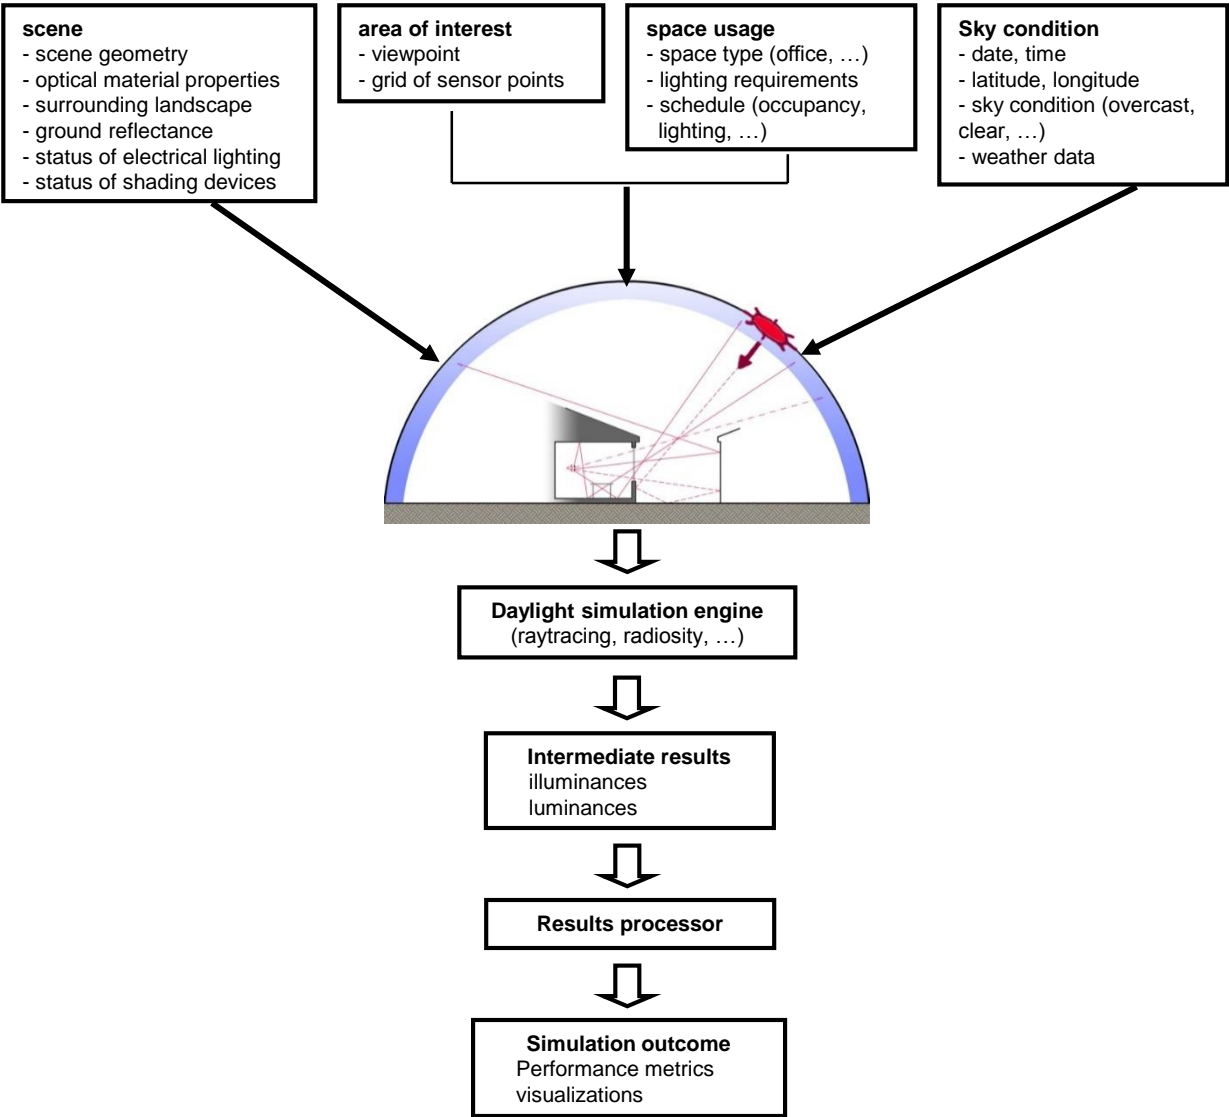 scene
- scene geometry
- optical material properties
- surrounding landscape
- ground reflectance
- status of electrical lighting
- status of shading devices
area of interest
- viewpoint
- grid of sensor points
space usage
- space type (office, …)
- lighting requirements
- schedule (occupancy,
lighting, …)
Sky condition
- date, time
- latitude, longitude
- sky condition (overcast,
clear, …)
- weather data
Daylight simulation engine
(raytracing, radiosity, …)
Intermediate results
illuminances
luminances
Results processor
Simulation outcome
Performance metrics
visualizations